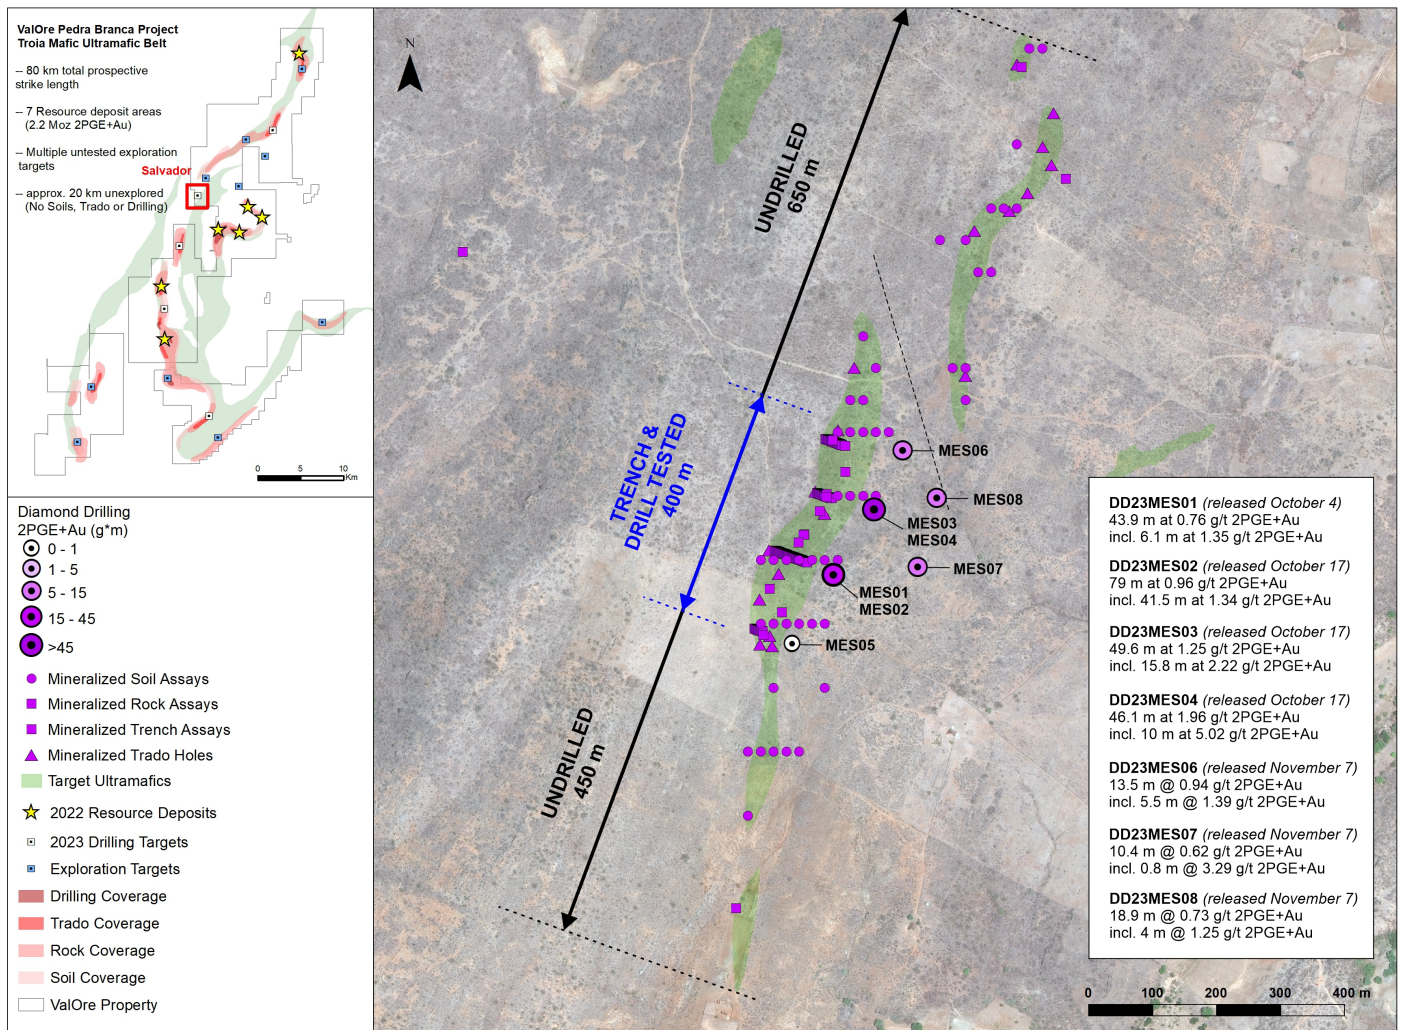 ValOre Pedra Branca Project
Troia Mafic Ultramafic Belt
-- 80 km total prospective
strike length
-- 7 Resource deposit areas
(2.2 Moz 2PGE+Au)
-- Multiple untested exploration
targets
Salvador
-- approx. 20 km unexplored
(No Soils, Trado or Drilling)
0 5 10
Km
Diamond Drilling
2PGE+Au (g*m)
0 - 1
1 - 5
5 - 15
15 - 45
>45
Mineralized Soil Assays
Mineralized Rock Assays
Mineralized Trench Assays
Mineralized Trado Holes
Target Ultramafics
2022 Resource Deposits
2023 Drilling Targets
Exploration Targets
Drilling Coverage
Trado Coverage
Rock Coverage
Soil Coverage
ValOre Property
N
UNDRILLED
650 m
TRENCH &
DRILL TESTED
400 m
UNDRILLED
450 m
MES06
MES08
MES03
MES04
MES07
MES01
MES02
MES05
DD23MES01 (released October 4)
43.9 m at 0.76 g/t 2PGE+Au
incl. 6.1 m at 1.35 g/t 2PGE+Au
DD23MES02 (released October 17)
79 m at 0.96 g/t 2PGE+Au
incl. 41.5 m at 1.34 g/t 2PGE+Au
DD23MES03 (released October 17)
49.6 m at 1.25 g/t 2PGE+Au
incl. 15.8 m at 2.22 g/t 2PGE+Au
DD23MES04 (released October 17)
46.1 m at 1.96 g/t 2PGE+Au
incl. 10 m at 5.02 g/t 2PGE+Au
DD23MES06 (released November 7)
13.5 m @ 0.94 g/t 2PGE+Au
incl. 5.5 m @ 1.39 g/t 2PGE+Au
DD23MES07 (released November 7)
10.4 m @ 0.62 g/t 2PGE+Au
incl. 0.8 m @ 3.29 g/t 2PGE+Au
DD23MES08 (released November 7)
18.9 m @ 0.73 g/t 2PGE+Au
incl. 4 m @ 1.25 g/t 2PGE+Au
0 100 200 300 400 m